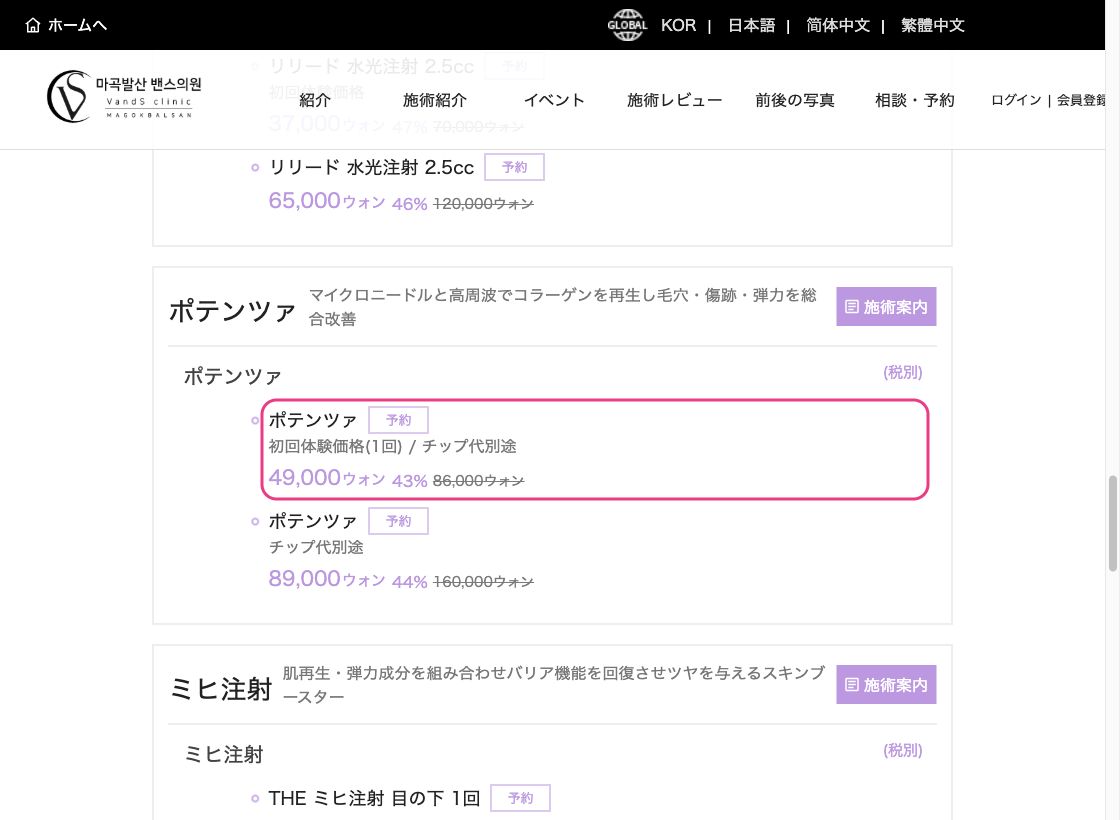 ホームへ
GLOBAL KOR | 日本語 | 简体中文 | 繁體中文
마곡발산 밴스의원
VandS clinic
MAGOKBALSAN
紹介 施術紹介 イベント 施術レビュー 前後の写真 相談・予約 ログイン | 会員登録
リリード 水光注射 2.5cc 予約
初回体験価格
37,000ウォン 47% 70,000ウォン
リリード 水光注射 2.5cc 予約
65,000ウォン 46% 120,000ウォン
ポテンツァ
マイクロニードルと高周波でコラーゲンを再生し毛穴・傷跡・弾力を総
合改善
施術案内
ポテンツァ
(税別)
ポテンツァ 予約
初回体験価格(1回) / チップ代別途
49,000ウォン 43% 86,000ウォン
ポテンツァ 予約
チップ代別途
89,000ウォン 44% 160,000ウォン
ミヒ注射
肌再生・弾力成分を組み合わせバリア機能を回復させツヤを与えるスキンブ
ースター
施術案内
ミヒ注射
(税別)
THE ミヒ注射 目の下 1回 予約